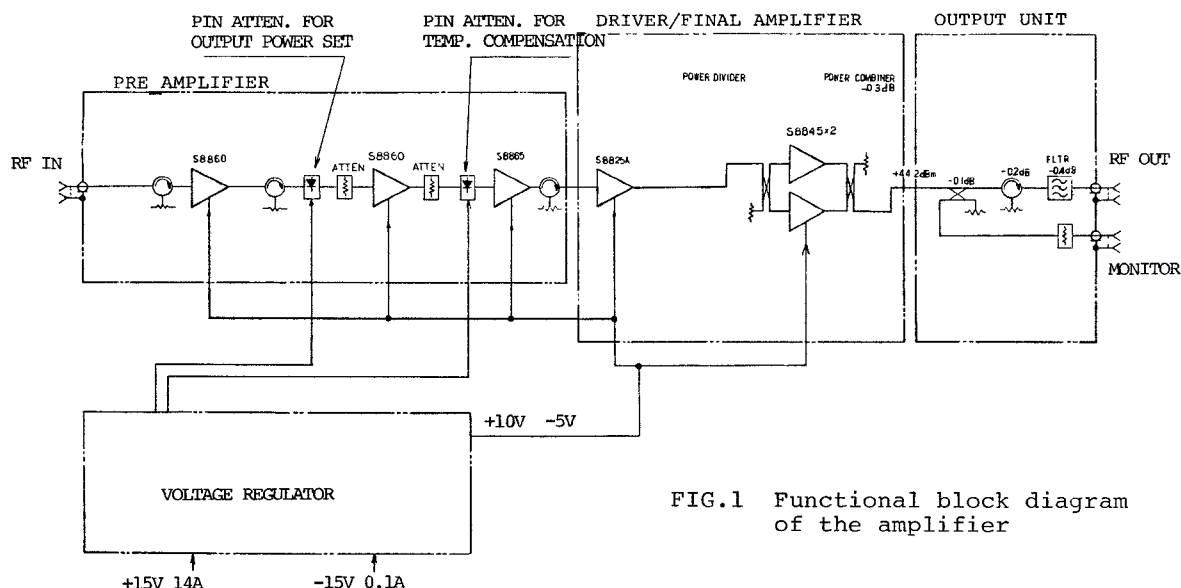 PIN ATTEN. FOR
OUTPUT POWER SET
PIN ATTEN. FOR
TEMP. COMPENSATION
DRIVER/FINAL AMPLIFIER
OUTPUT UNIT
PRE AMPLIFIER
POWER DIVIDER
POWER COMBINER
-0.3dB
RF IN
S8860
ATTEN
S8860
ATTEN
S8865
S8825A
S8845×2
+44.2dBm
-0.1dB
-0.2dB
FLTR
-0.4dB
RF OUT
MONITOR
+10V -5V
VOLTAGE REGULATOR
+15V 14A
-15V 0.1A
FIG.1 Functional block diagram
of the amplifier